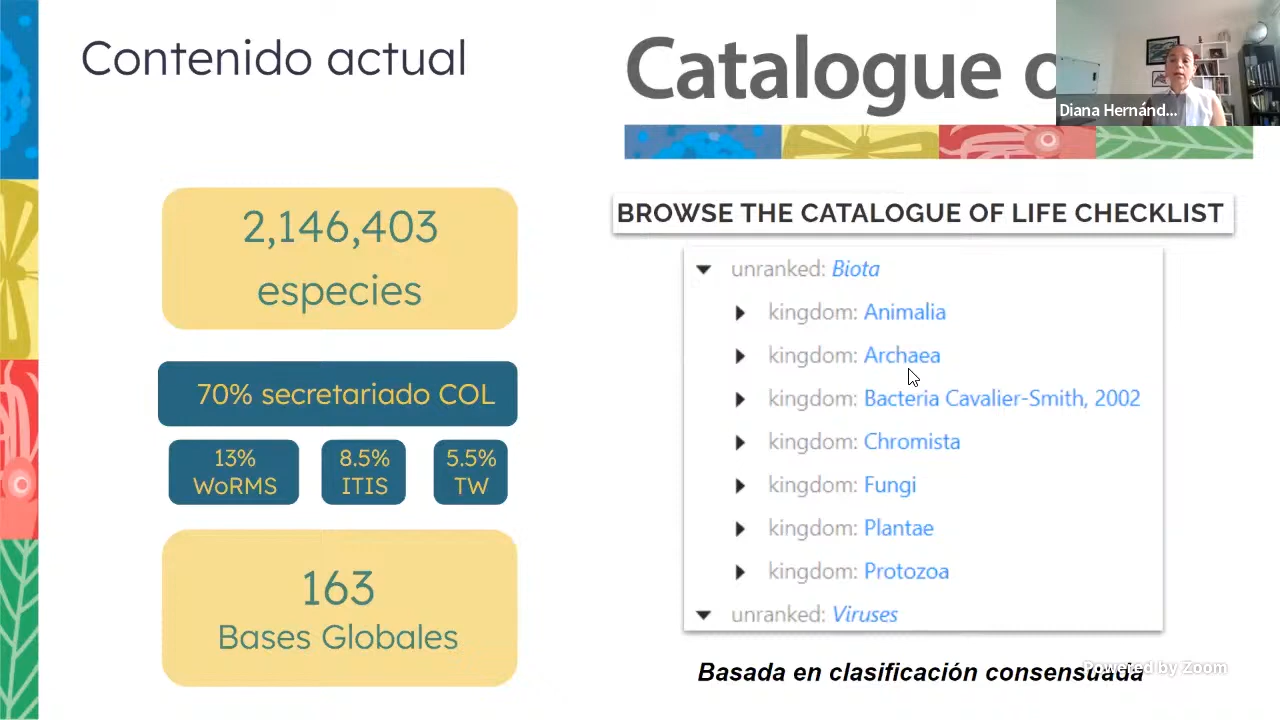 Contenido actual
Catalogue o
Diana Hernánd...
2,146,403
especies
70% secretariado COL
13%
WoRMS
8.5%
ITIS
5.5%
TW
163
Bases Globales
BROWSE THE CATALOGUE OF LIFE CHECKLIST
unranked: Biota
kingdom: Animalia
kingdom: Archaea
kingdom: Bacteria Cavalier-Smith, 2002
kingdom: Chromista
kingdom: Fungi
kingdom: Plantae
kingdom: Protozoa
unranked: Viruses
Basada en clasificación consensuada
Powered by Zoom